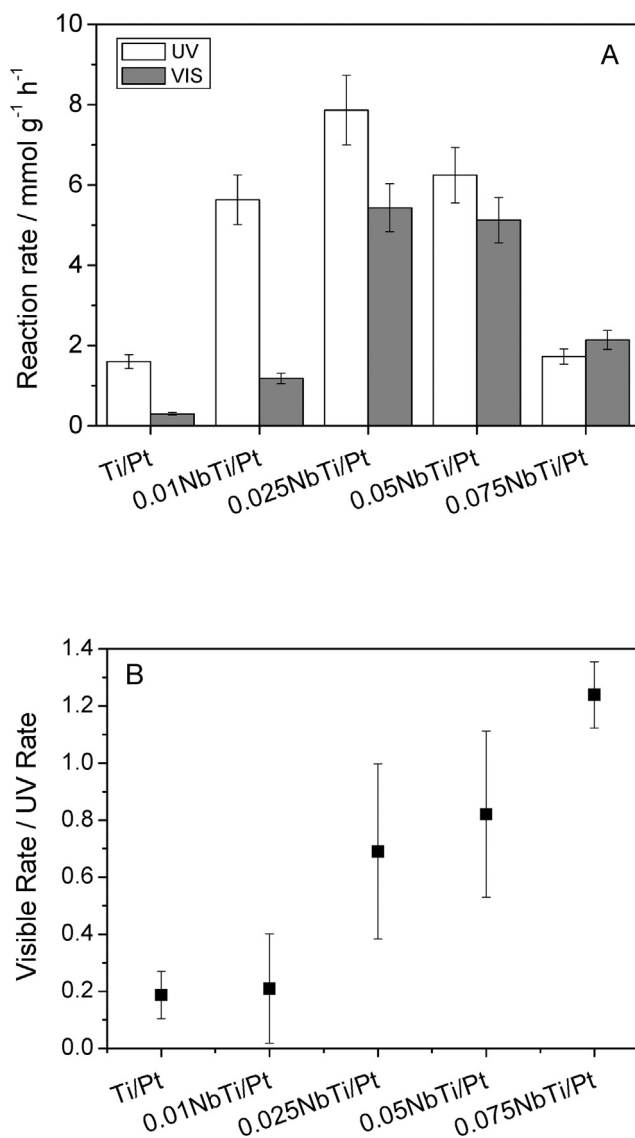 A
UV
VIS
Reaction rate / mmol g⁻¹ h⁻¹
10
8
6
4
2
0
Ti/Pt
0.01NbTi/Pt
0.025NbTi/Pt
0.05NbTi/Pt
0.075NbTi/Pt
B
Visible Rate / UV Rate
1.4
1.2
1.0
0.8
0.6
0.4
0.2
0.0
Ti/Pt
0.01NbTi/Pt
0.025NbTi/Pt
0.05NbTi/Pt
0.075NbTi/Pt